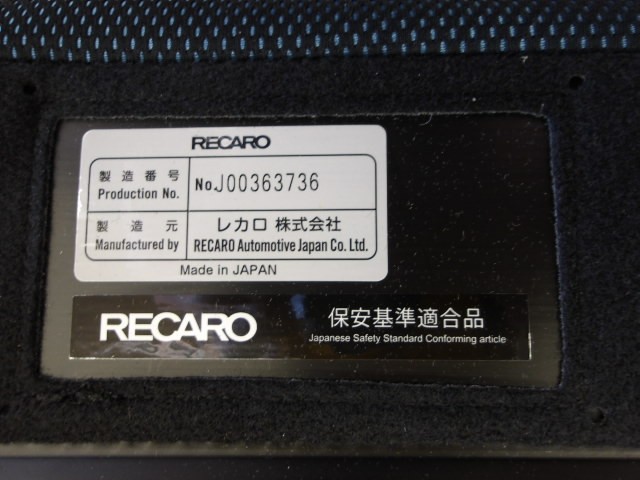 RECARO
製造番号
Production No.
No.J00363736
製造元
Manufactured by
レカロ 株式会社
RECARO Automotive Japan Co. Ltd.
Made in JAPAN
RECARO
保安基準適合品
Japanese Safety Standard Conforming article